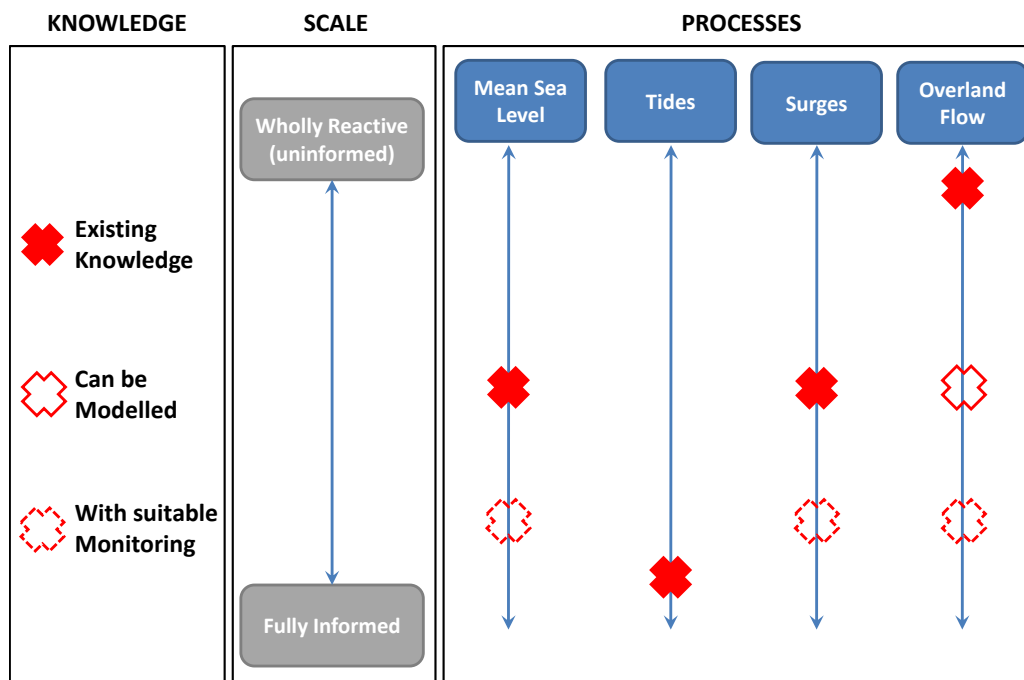 KNOWLEDGE
SCALE
PROCESSES
Wholly Reactive
(uninformed)
Mean Sea
Level
Tides
Surges
Overland
Flow
Existing
Knowledge
Can be
Modelled
With suitable
Monitoring
Fully Informed